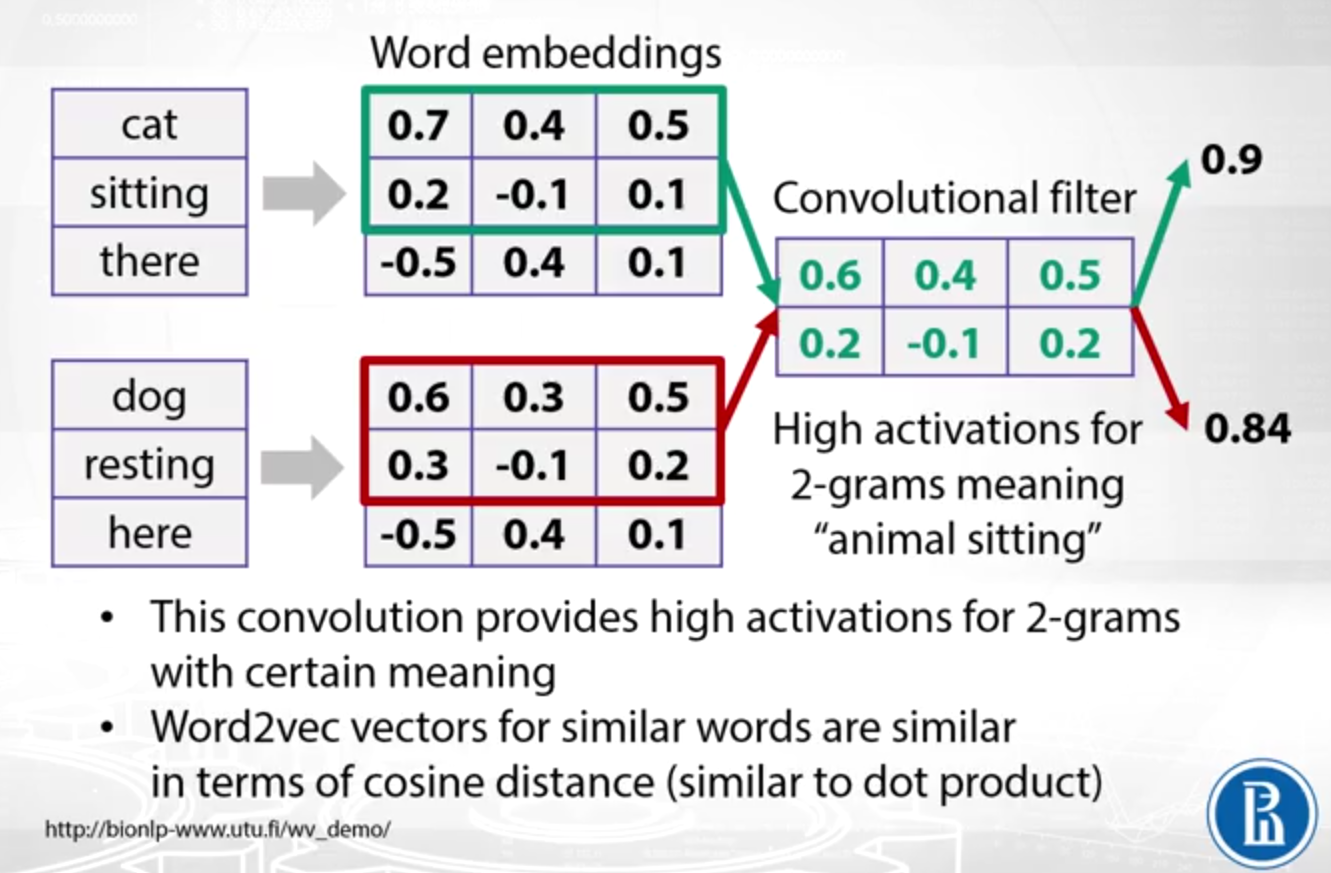 Word embeddings
cat
sitting
there
0.7 0.4 0.5
0.2 -0.1 0.1
-0.5 0.4 0.1
Convolutional filter
0.6 0.4 0.5
0.2 -0.1 0.2
0.9
0.84
High activations for
2-grams meaning
“animal sitting”
dog
resting
here
0.6 0.3 0.5
0.3 -0.1 0.2
-0.5 0.4 0.1
• This convolution provides high activations for 2-grams
with certain meaning
• Word2vec vectors for similar words are similar
in terms of cosine distance (similar to dot product)
http://bionlp-www.utu.fi/wv_demo/